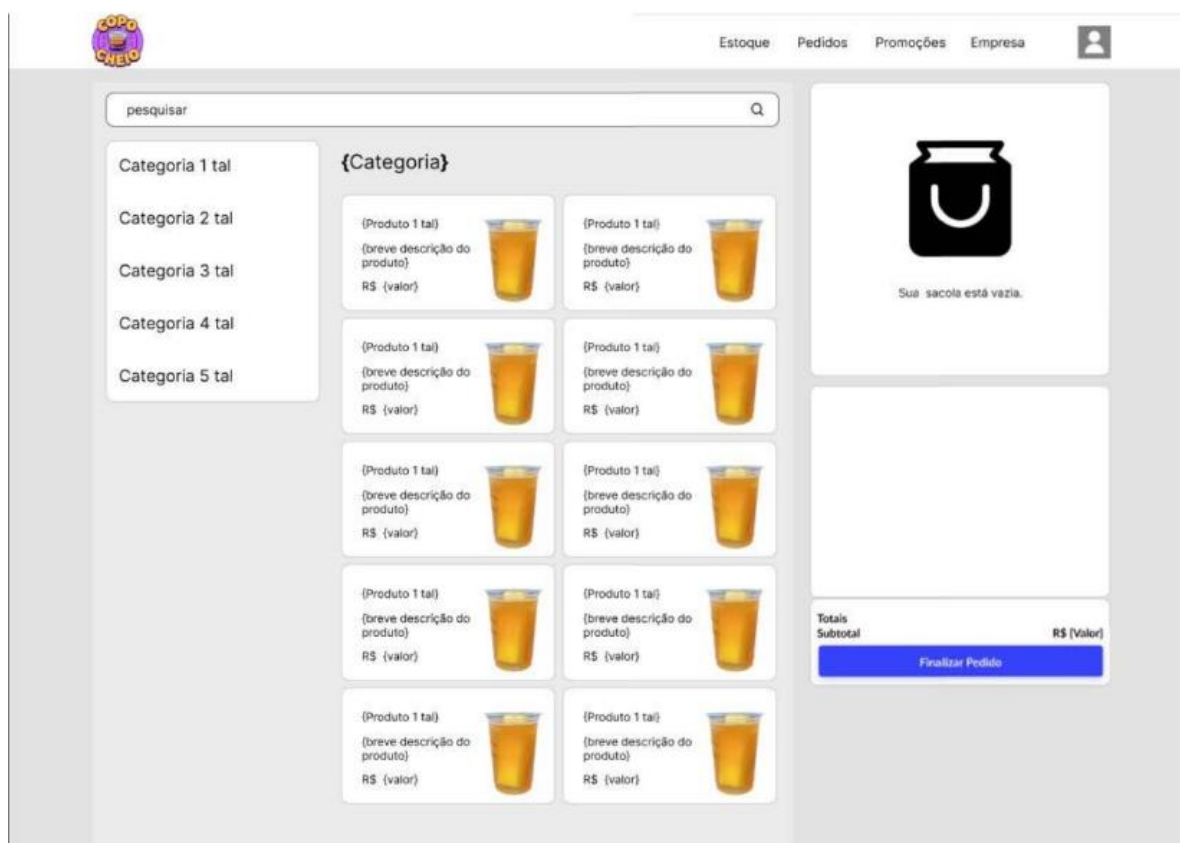 COPO
CHEIO
Estoque Pedidos Promoções Empresa
pesquisar
Categoria 1 tal
Categoria 2 tal
Categoria 3 tal
Categoria 4 tal
Categoria 5 tal
{Categoria}
{Produto 1 tal}
{breve descrição do
produto}
R$ {valor}
{Produto 1 tal}
{breve descrição do
produto}
R$ {valor}
{Produto 1 tal}
{breve descrição do
produto}
R$ {valor}
{Produto 1 tal}
{breve descrição do
produto}
R$ {valor}
{Produto 1 tal}
{breve descrição do
produto}
R$ {valor}
{Produto 1 tal}
{breve descrição do
produto}
R$ {valor}
{Produto 1 tal}
{breve descrição do
produto}
R$ {valor}
{Produto 1 tal}
{breve descrição do
produto}
R$ {valor}
{Produto 1 tal}
{breve descrição do
produto}
R$ {valor}
{Produto 1 tal}
{breve descrição do
produto}
R$ {valor}
Sua sacola está vazia.
Totais
Subtotal R$ {Valor}
Finalizar Pedido